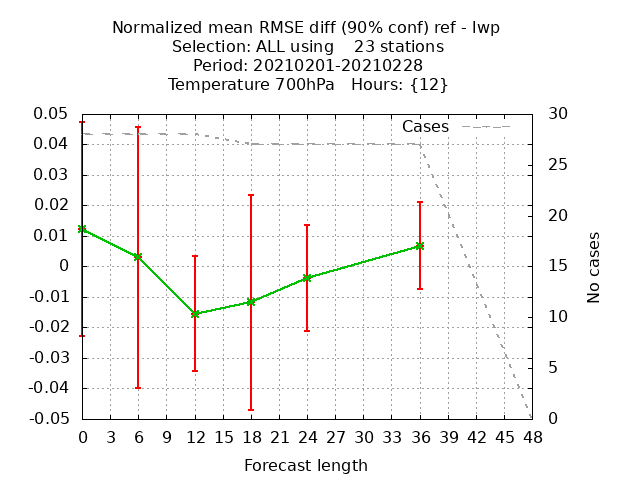 Normalized mean RMSE diff (90% conf) ref - lwp
Selection: ALL using    23 stations
Period: 20210201-20210228
Temperature 700hPa   Hours: {12}
Cases
0.05
0.04
0.03
0.02
0.01
0
-0.01
-0.02
-0.03
-0.04
-0.05
30
25
20
15
10
5
0
No cases
0 3 6 9 12 15 18 21 24 27 30 33 36 39 42 45 48
Forecast length